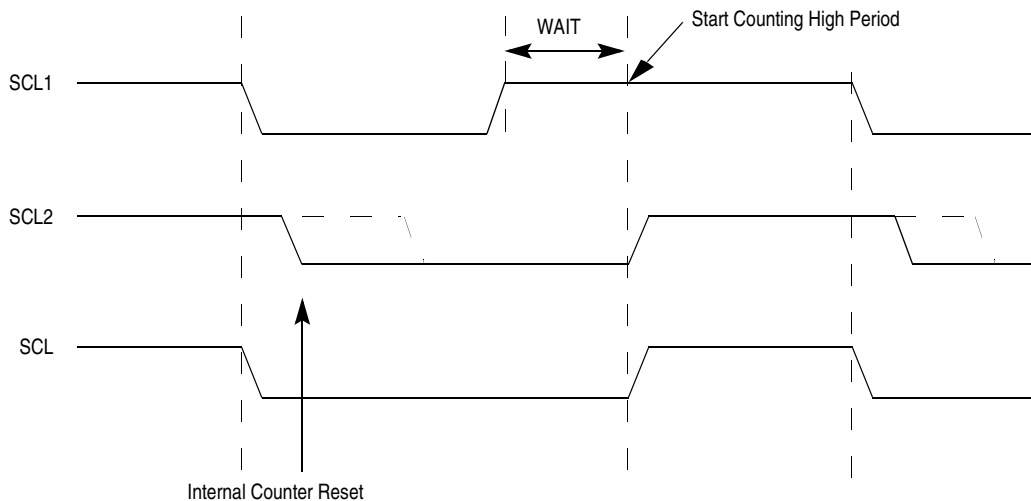 Start Counting High Period
WAIT
SCL1
SCL2
SCL
Internal Counter Reset